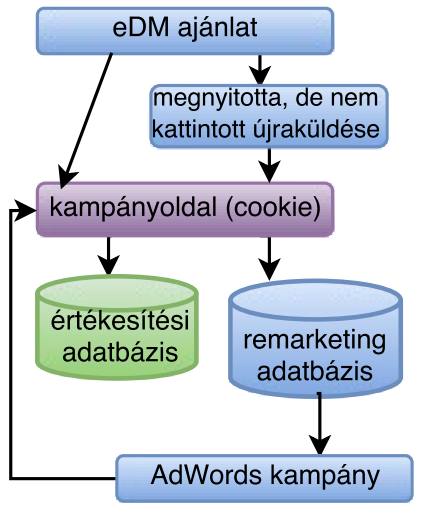 eDM ajánlat
megnyitotta, de nem
kattintott újraküldése
kampányoldal (cookie)
értékesítési
adatbázis
remarketing
adatbázis
AdWords kampány